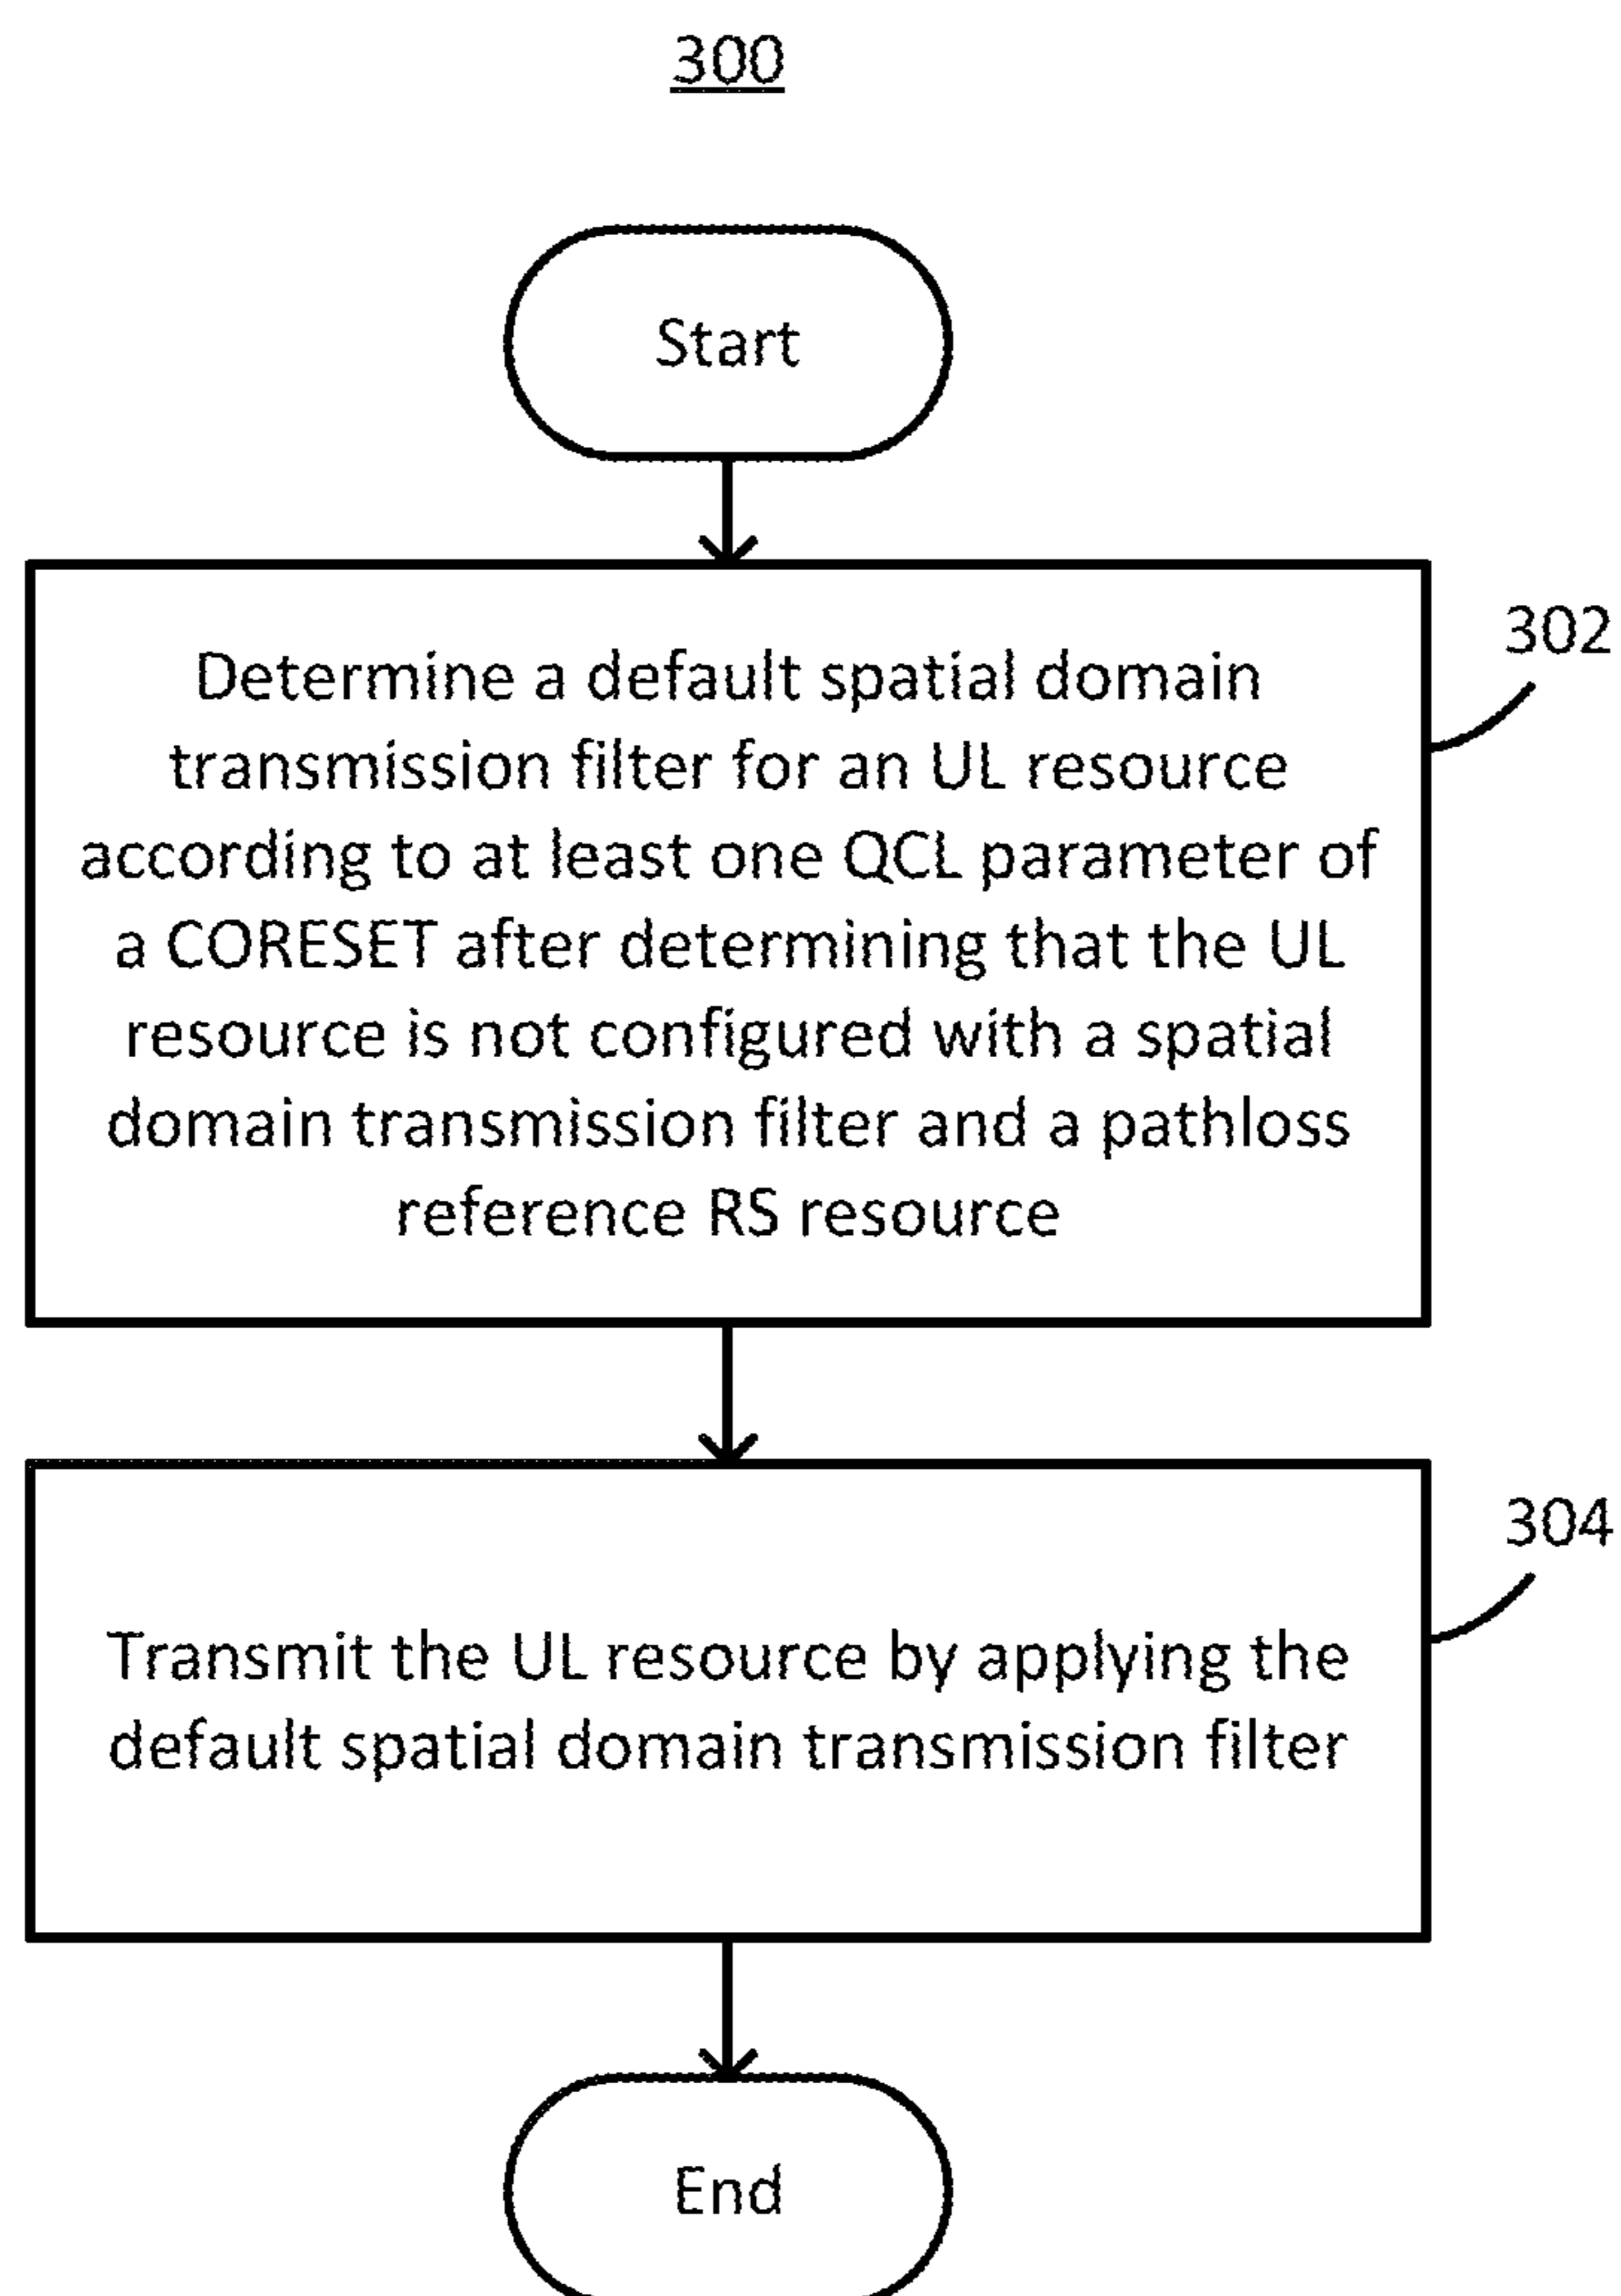 300
Start
302
Determine a default spatial domain
transmission filter for an UL resource
according to at least one QCL parameter of
a CORESET after determining that the UL
resource is not configured with a spatial
domain transmission filter and a pathloss
reference RS resource
304
Transmit the UL resource by applying the
default spatial domain transmission filter
End